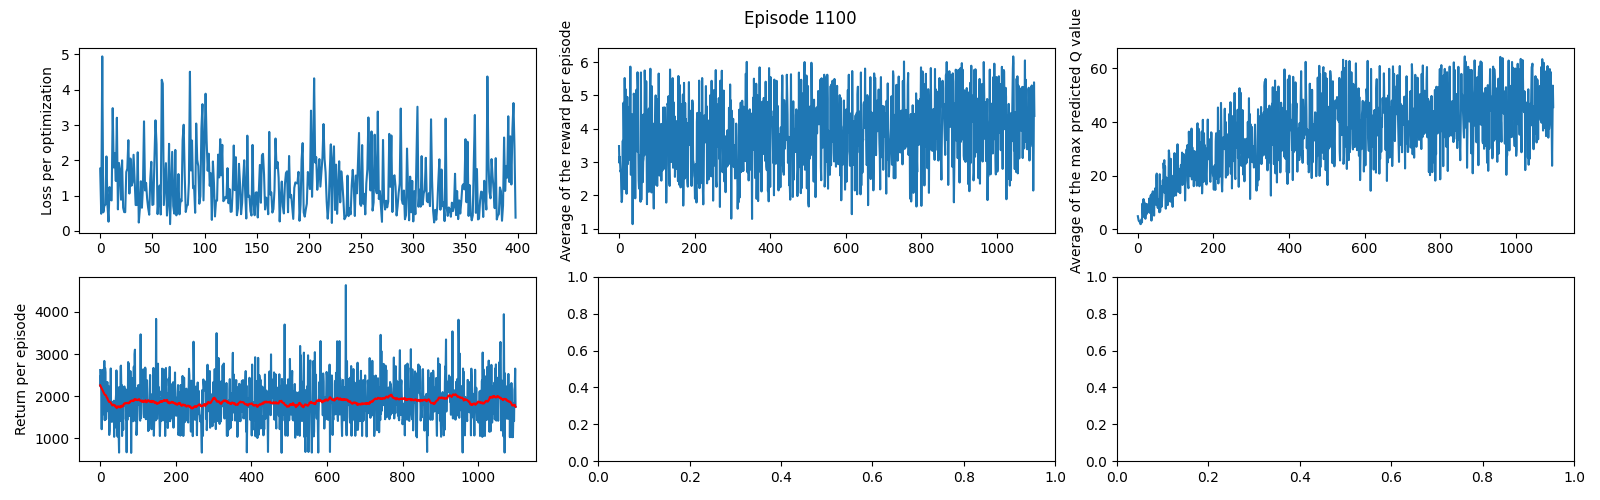 Episode 1100
Loss per optimization
5
4
3
2
1
0
0 50 100 150 200 250 300 350 400
Average of the reward per episode
6
5
4
3
2
1
0 200 400 600 800 1000
Average of the max predicted Q value
60
40
20
0
0 200 400 600 800 1000
Return per episode
4000
3000
2000
1000
0 200 400 600 800 1000
1.0
0.8
0.6
0.4
0.2
0.0
0.0 0.2 0.4 0.6 0.8 1.0
1.0
0.8
0.6
0.4
0.2
0.0
0.0 0.2 0.4 0.6 0.8 1.0